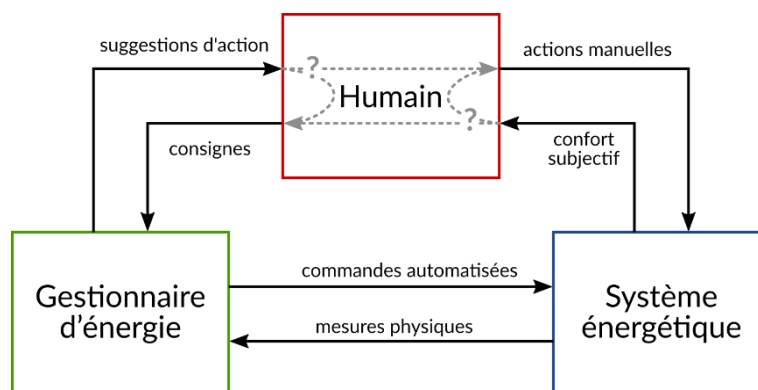 suggestions d'action
actions manuelles
?
Humain
?
consignes
confort
subjectif
Gestionnaire
d'énergie
commandes automatisées
mesures physiques
Système
énergétique